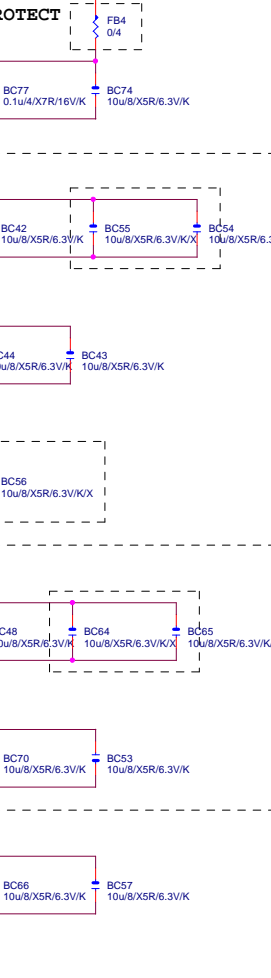 ROTECT
FB4
0/4
BC77
0.1u/4/X7R/16V/K
BC74
10u/8/X5R/6.3V/K
BC42
10u/8/X5R/6.3V/K
BC55
10u/8/X5R/6.3V/K/X
BC54
10u/8/X5R/6.3
C44
0u/8/X5R/6.3V/K
BC43
10u/8/X5R/6.3V/K
BC56
10u/8/X5R/6.3V/K/X
C48
0u/8/X5R/6.3V/K
BC64
10u/8/X5R/6.3V/K/X
BC65
10u/8/X5R/6.3V/K/
BC70
10u/8/X5R/6.3V/K
BC53
10u/8/X5R/6.3V/K
BC66
10u/8/X5R/6.3V/K
BC57
10u/8/X5R/6.3V/K